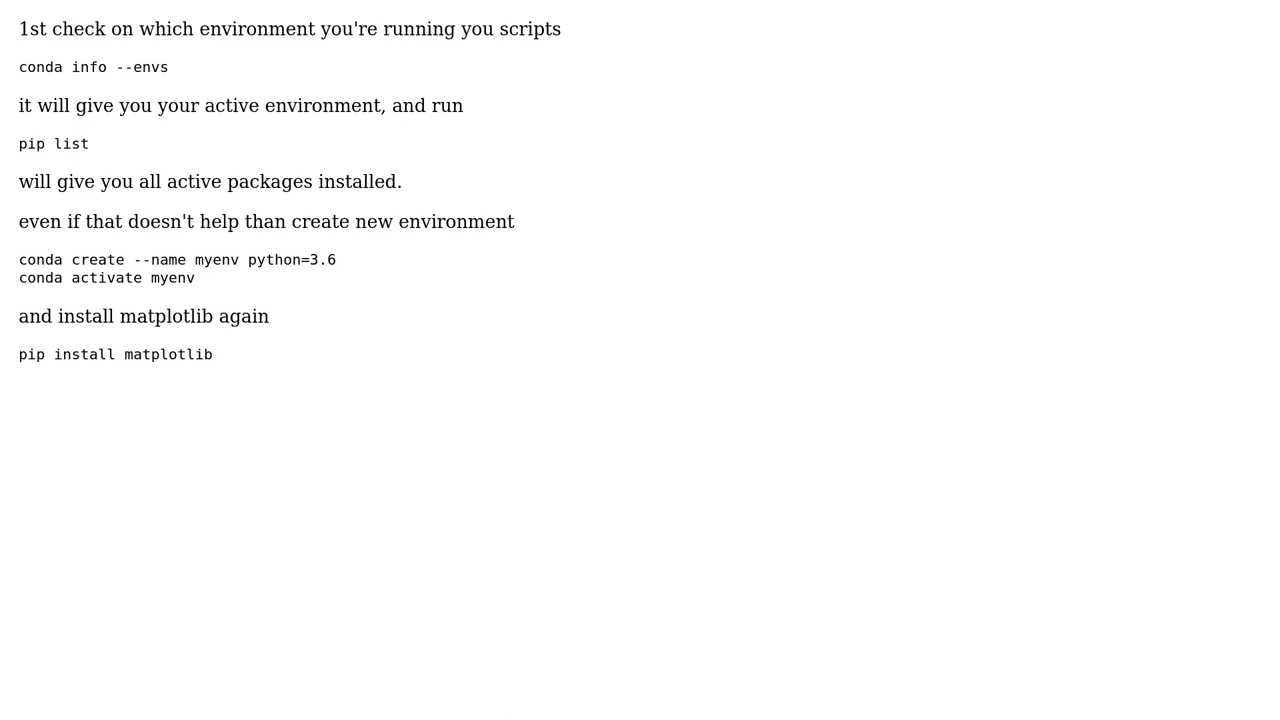 1st check on which environment you're running you scripts
conda info --envs
it will give you your active environment, and run
pip list
will give you all active packages installed.
even if that doesn't help than create new environment
conda create --name myenv python=3.6
conda activate myenv
and install matplotlib again
pip install matplotlib